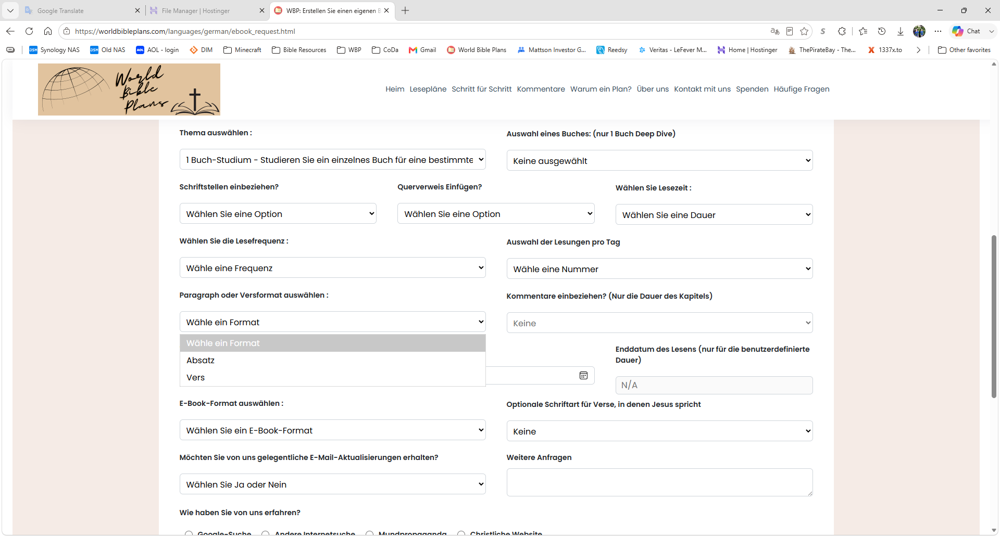 Google Translate
File Manager | Hostinger
WBP: Erstellen Sie einen eigenen B
https://worldbibleplans.com/languages/german/ebook_request.html
Chat
Synology NAS
Old NAS
AOL - login
DIM
Minecraft
Bible Resources
WBP
CoDa
Gmail
World Bible Plans
Mattson Investor G...
Reedsy
Veritas - LeFever M...
Home | Hostinger
ThePirateBay - The...
1337x.to
Other favorites
World
Bible
Plans
Heim Lesepläne Schritt für Schritt Kommentare Warum ein Plan? Über uns Kontakt mit uns Spenden Häufige Fragen
Thema auswählen :
Auswahl eines Buches: (nur 1 Buch Deep Dive)
1 Buch-Studium - Studieren Sie ein einzelnes Buch für eine bestimmte
Keine ausgewählt
Schriftstellen einbeziehen?
Querverweis Einfügen?
Wählen Sie Lesezeit :
Wählen Sie eine Option
Wählen Sie eine Option
Wählen Sie eine Dauer
Wählen Sie die Lesefrequenz :
Auswahl der Lesungen pro Tag
Wähle eine Frequenz
Wähle eine Nummer
Paragraph oder Versformat auswählen :
Kommentare einbeziehen? (Nur die Dauer des Kapitels)
Wähle ein Format
Keine
Wähle ein Format
Absatz
Vers
Enddatum des Lesens (nur für die benutzerdefinierte
Dauer)
N/A
E-Book-Format auswählen :
Optionale Schriftart für Verse, in denen Jesus spricht
Wählen Sie ein E-Book-Format
Keine
Möchten Sie von uns gelegentliche E-Mail-Aktualisierungen erhalten?
Weitere Anfragen
Wählen Sie Ja oder Nein
Wie haben Sie von uns erfahren?
Google-Suche
Andere Internetsuche
Mundpropaganda
Christliche Website